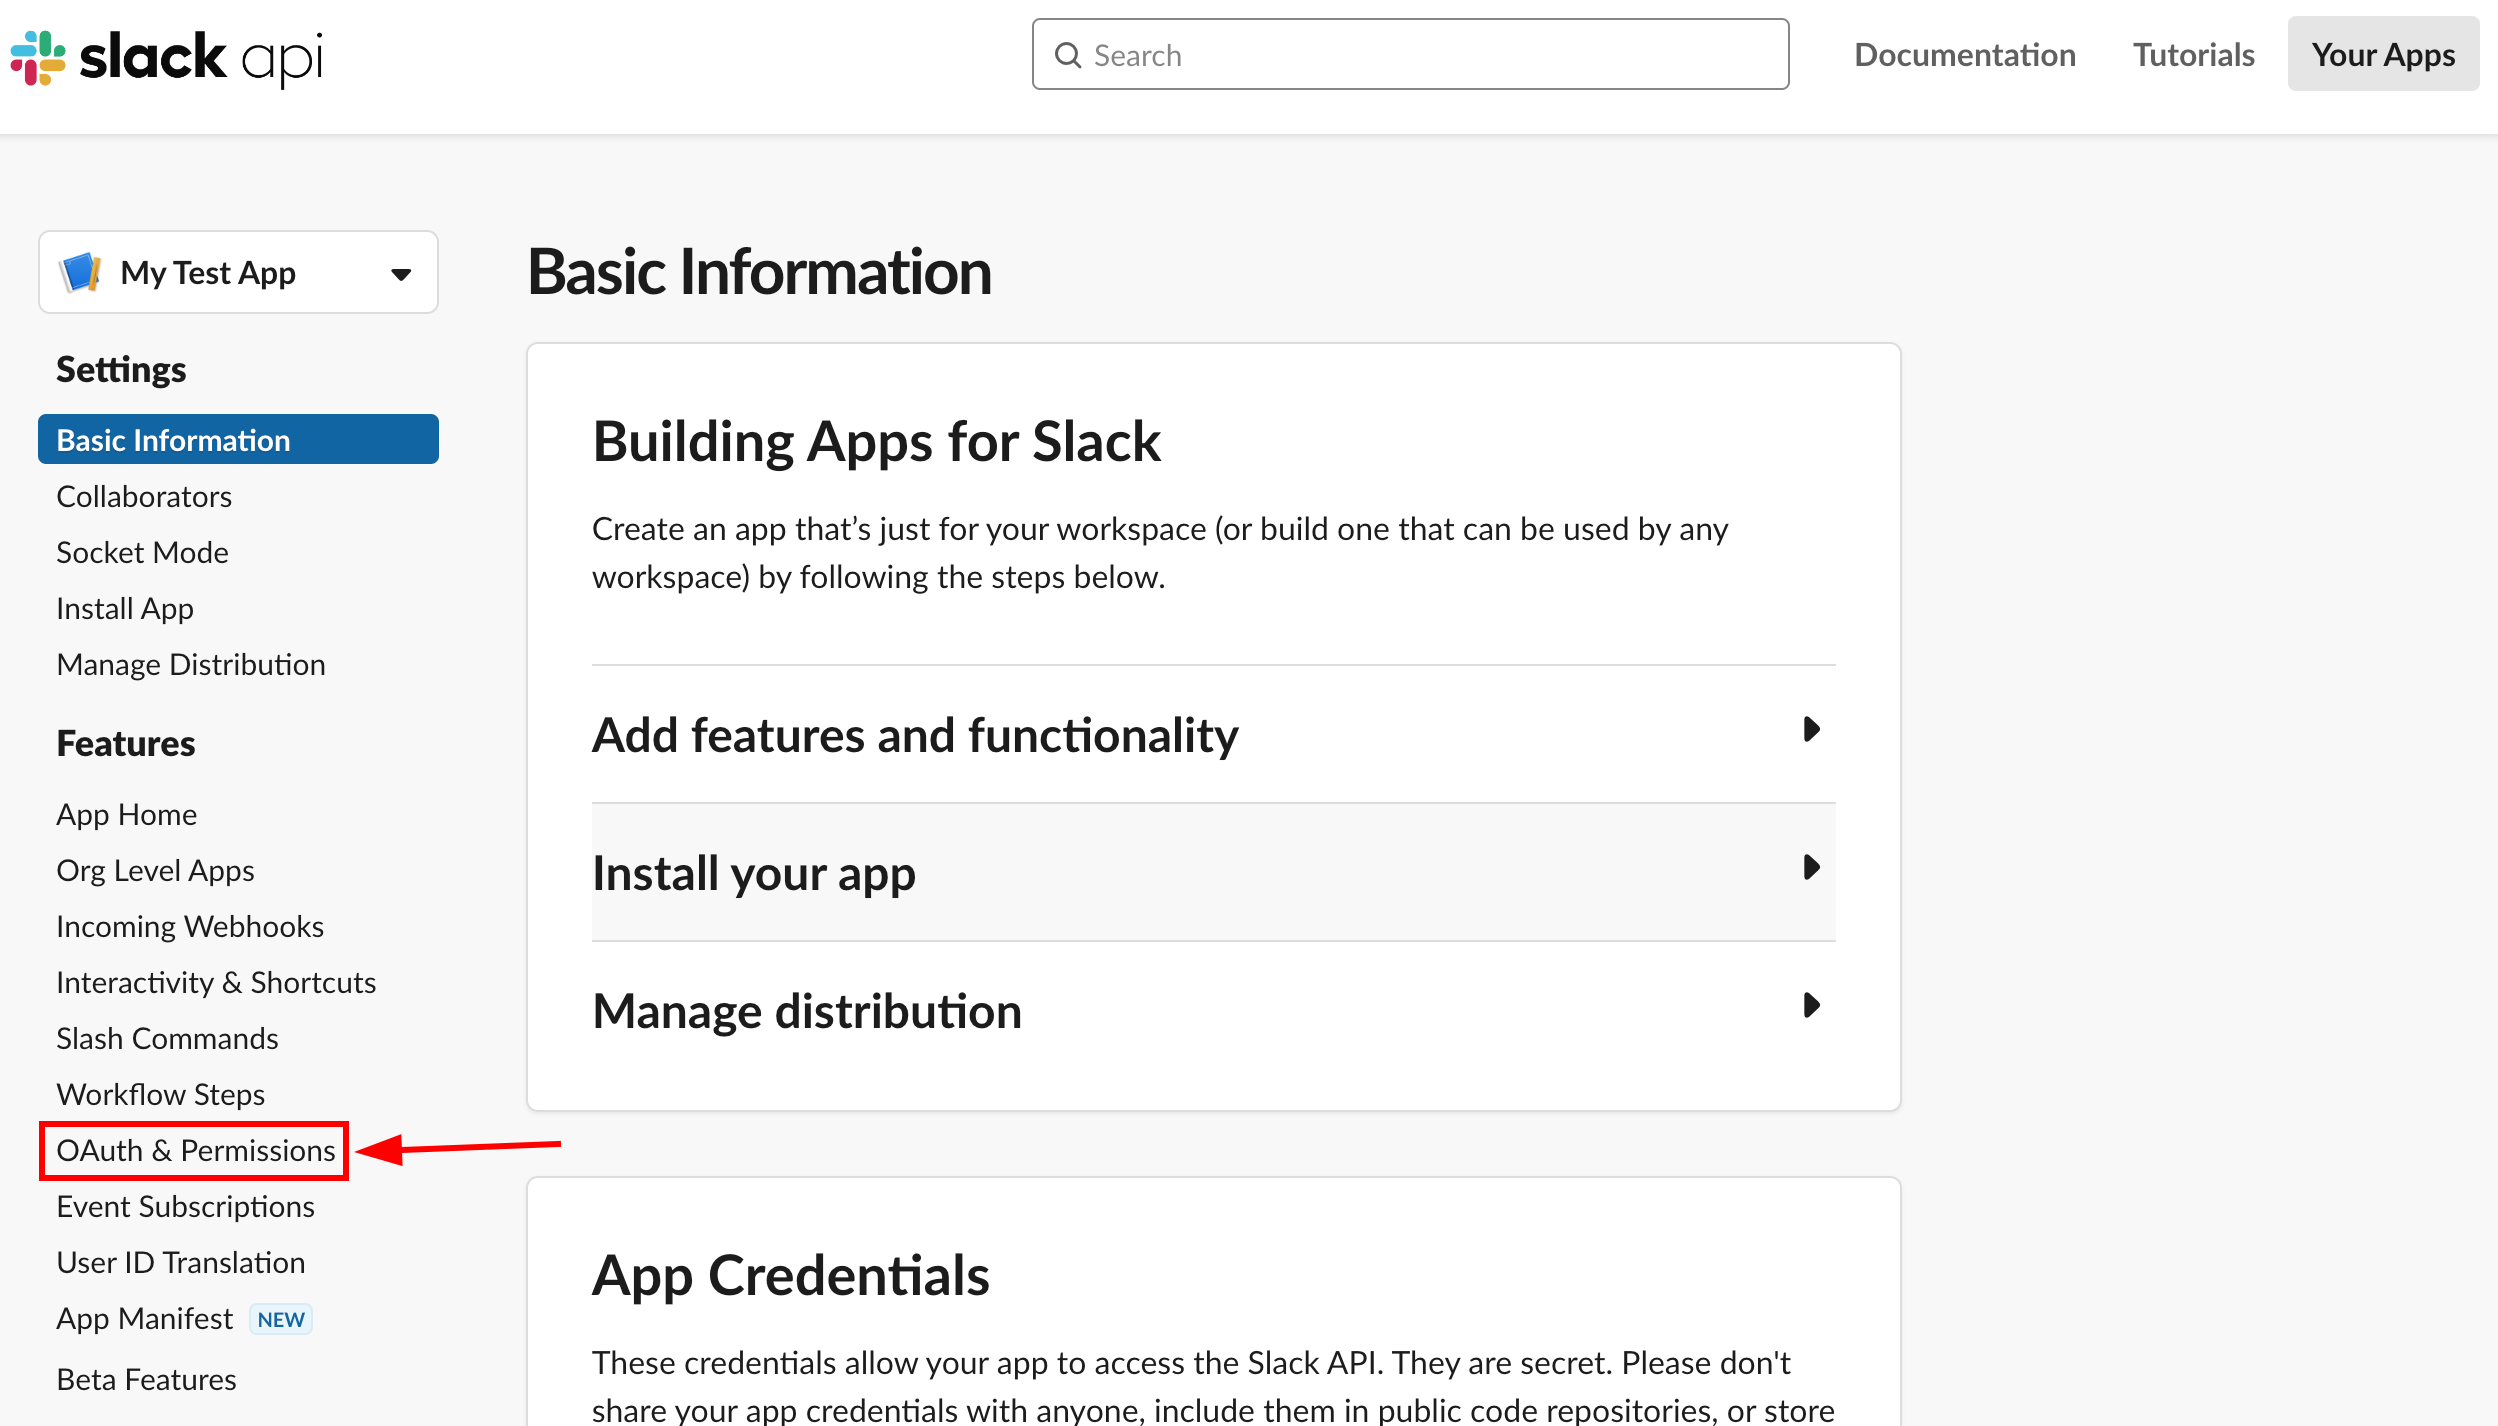 slack api
Search
Documentation
Tutorials
Your Apps
My Test App
Settings
Basic Information
Collaborators
Socket Mode
Install App
Manage Distribution
Features
App Home
Org Level Apps
Incoming Webhooks
Interactivity & Shortcuts
Slash Commands
Workflow Steps
OAuth & Permissions
Event Subscriptions
User ID Translation
App Manifest NEW
Beta Features
Basic Information
Building Apps for Slack
Create an app that’s just for your workspace (or build one that can be used by any
workspace) by following the steps below.
Add features and functionality
Install your app
Manage distribution
App Credentials
These credentials allow your app to access the Slack API. They are secret. Please don't
share your app credentials with anyone, include them in public code repositories, or store